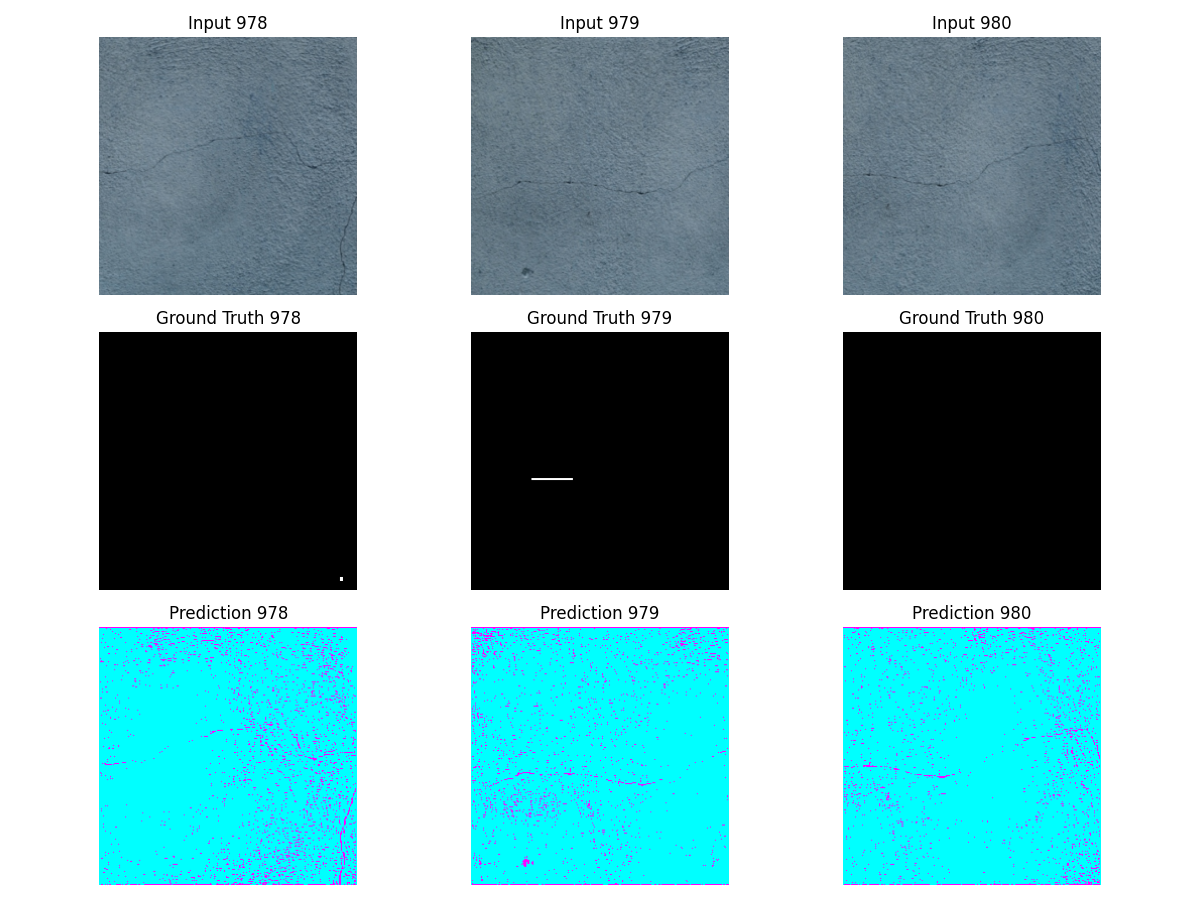 Input 978
Input 979
Input 980
Ground Truth 978
Ground Truth 979
Ground Truth 980
Prediction 978
Prediction 979
Prediction 980